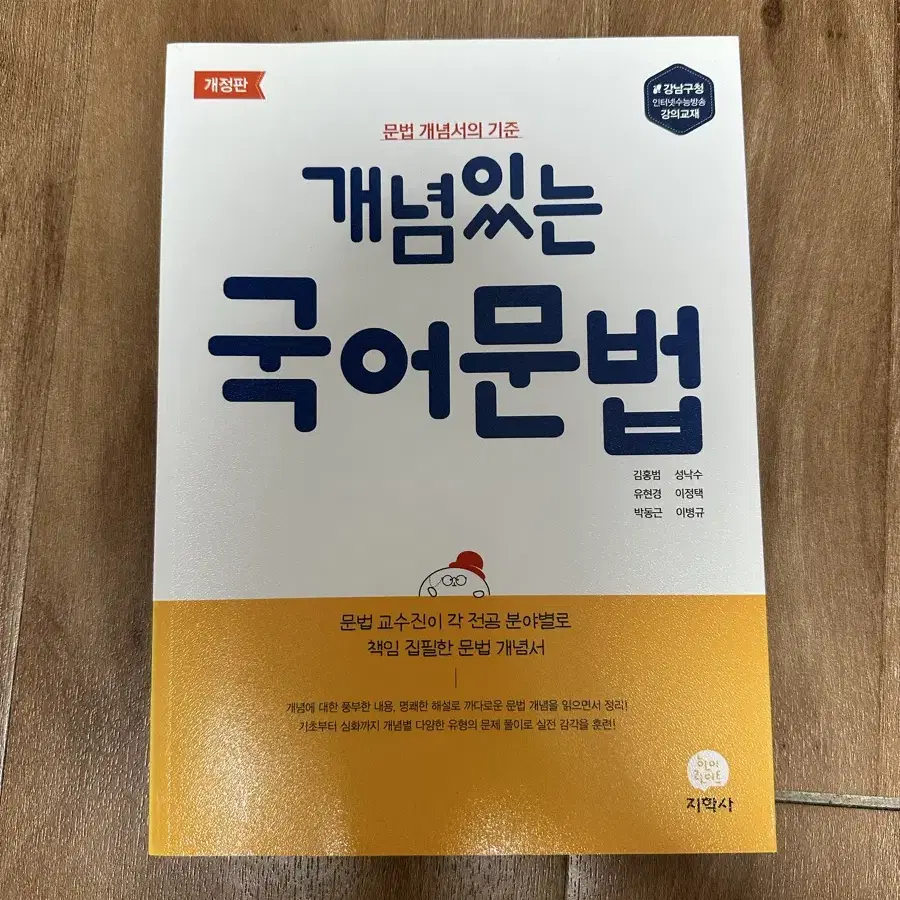 개정판
강남구청
인터넷수능방송
강의교재
문법 개념서의 기준
개념있는
국어문법
김홍범 성낙수
유현경 이정택
박동근 이병규
문법 교수진이 각 전공 분야별로
책임 집필한 문법 개념서
개념에 대한 풍부한 내용, 명쾌한 해설로 까다로운 문법 개념을 읽으면서 정리!
기초부터 심화까지 개념별 다양한 유형의 문제 풀이로 실전 감각을 훈련!
지학사